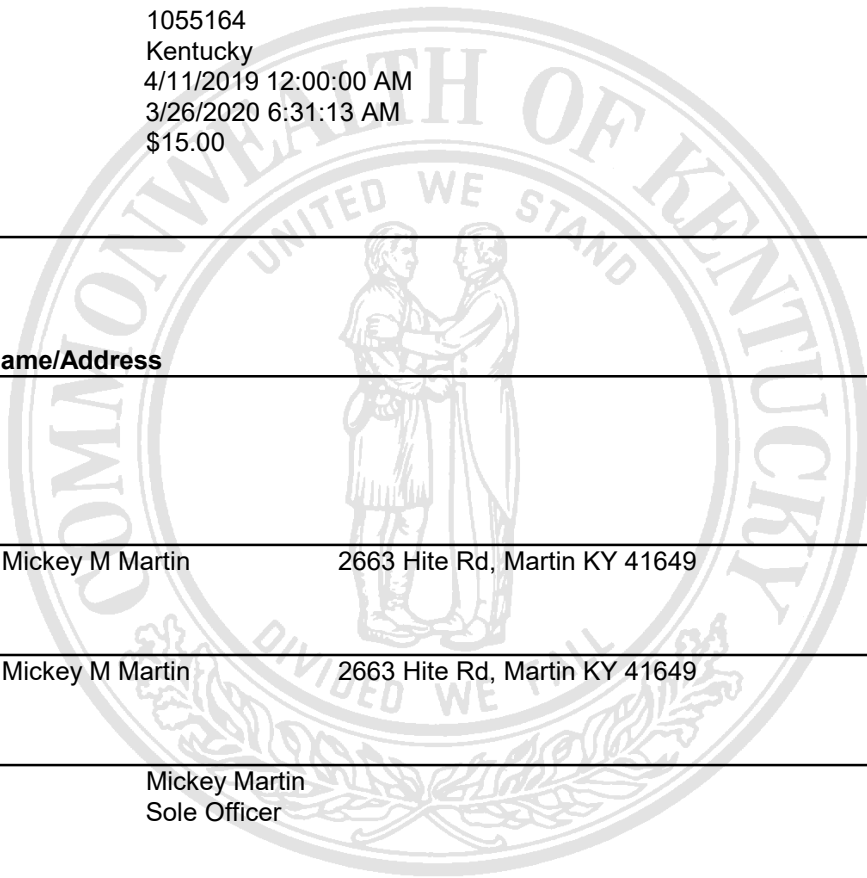 1055164
Kentucky
4/11/2019 12:00:00 AM
3/26/2020 6:31:13 AM
$15.00
COMMONWEALTH OF KENTUCKY
UNITED WE STAND
ame/Address
Mickey M Martin 2663 Hite Rd, Martin KY 41649
Mickey M Martin 2663 Hite Rd, Martin KY 41649
DIVIDED WE FALL
Mickey Martin
Sole Officer